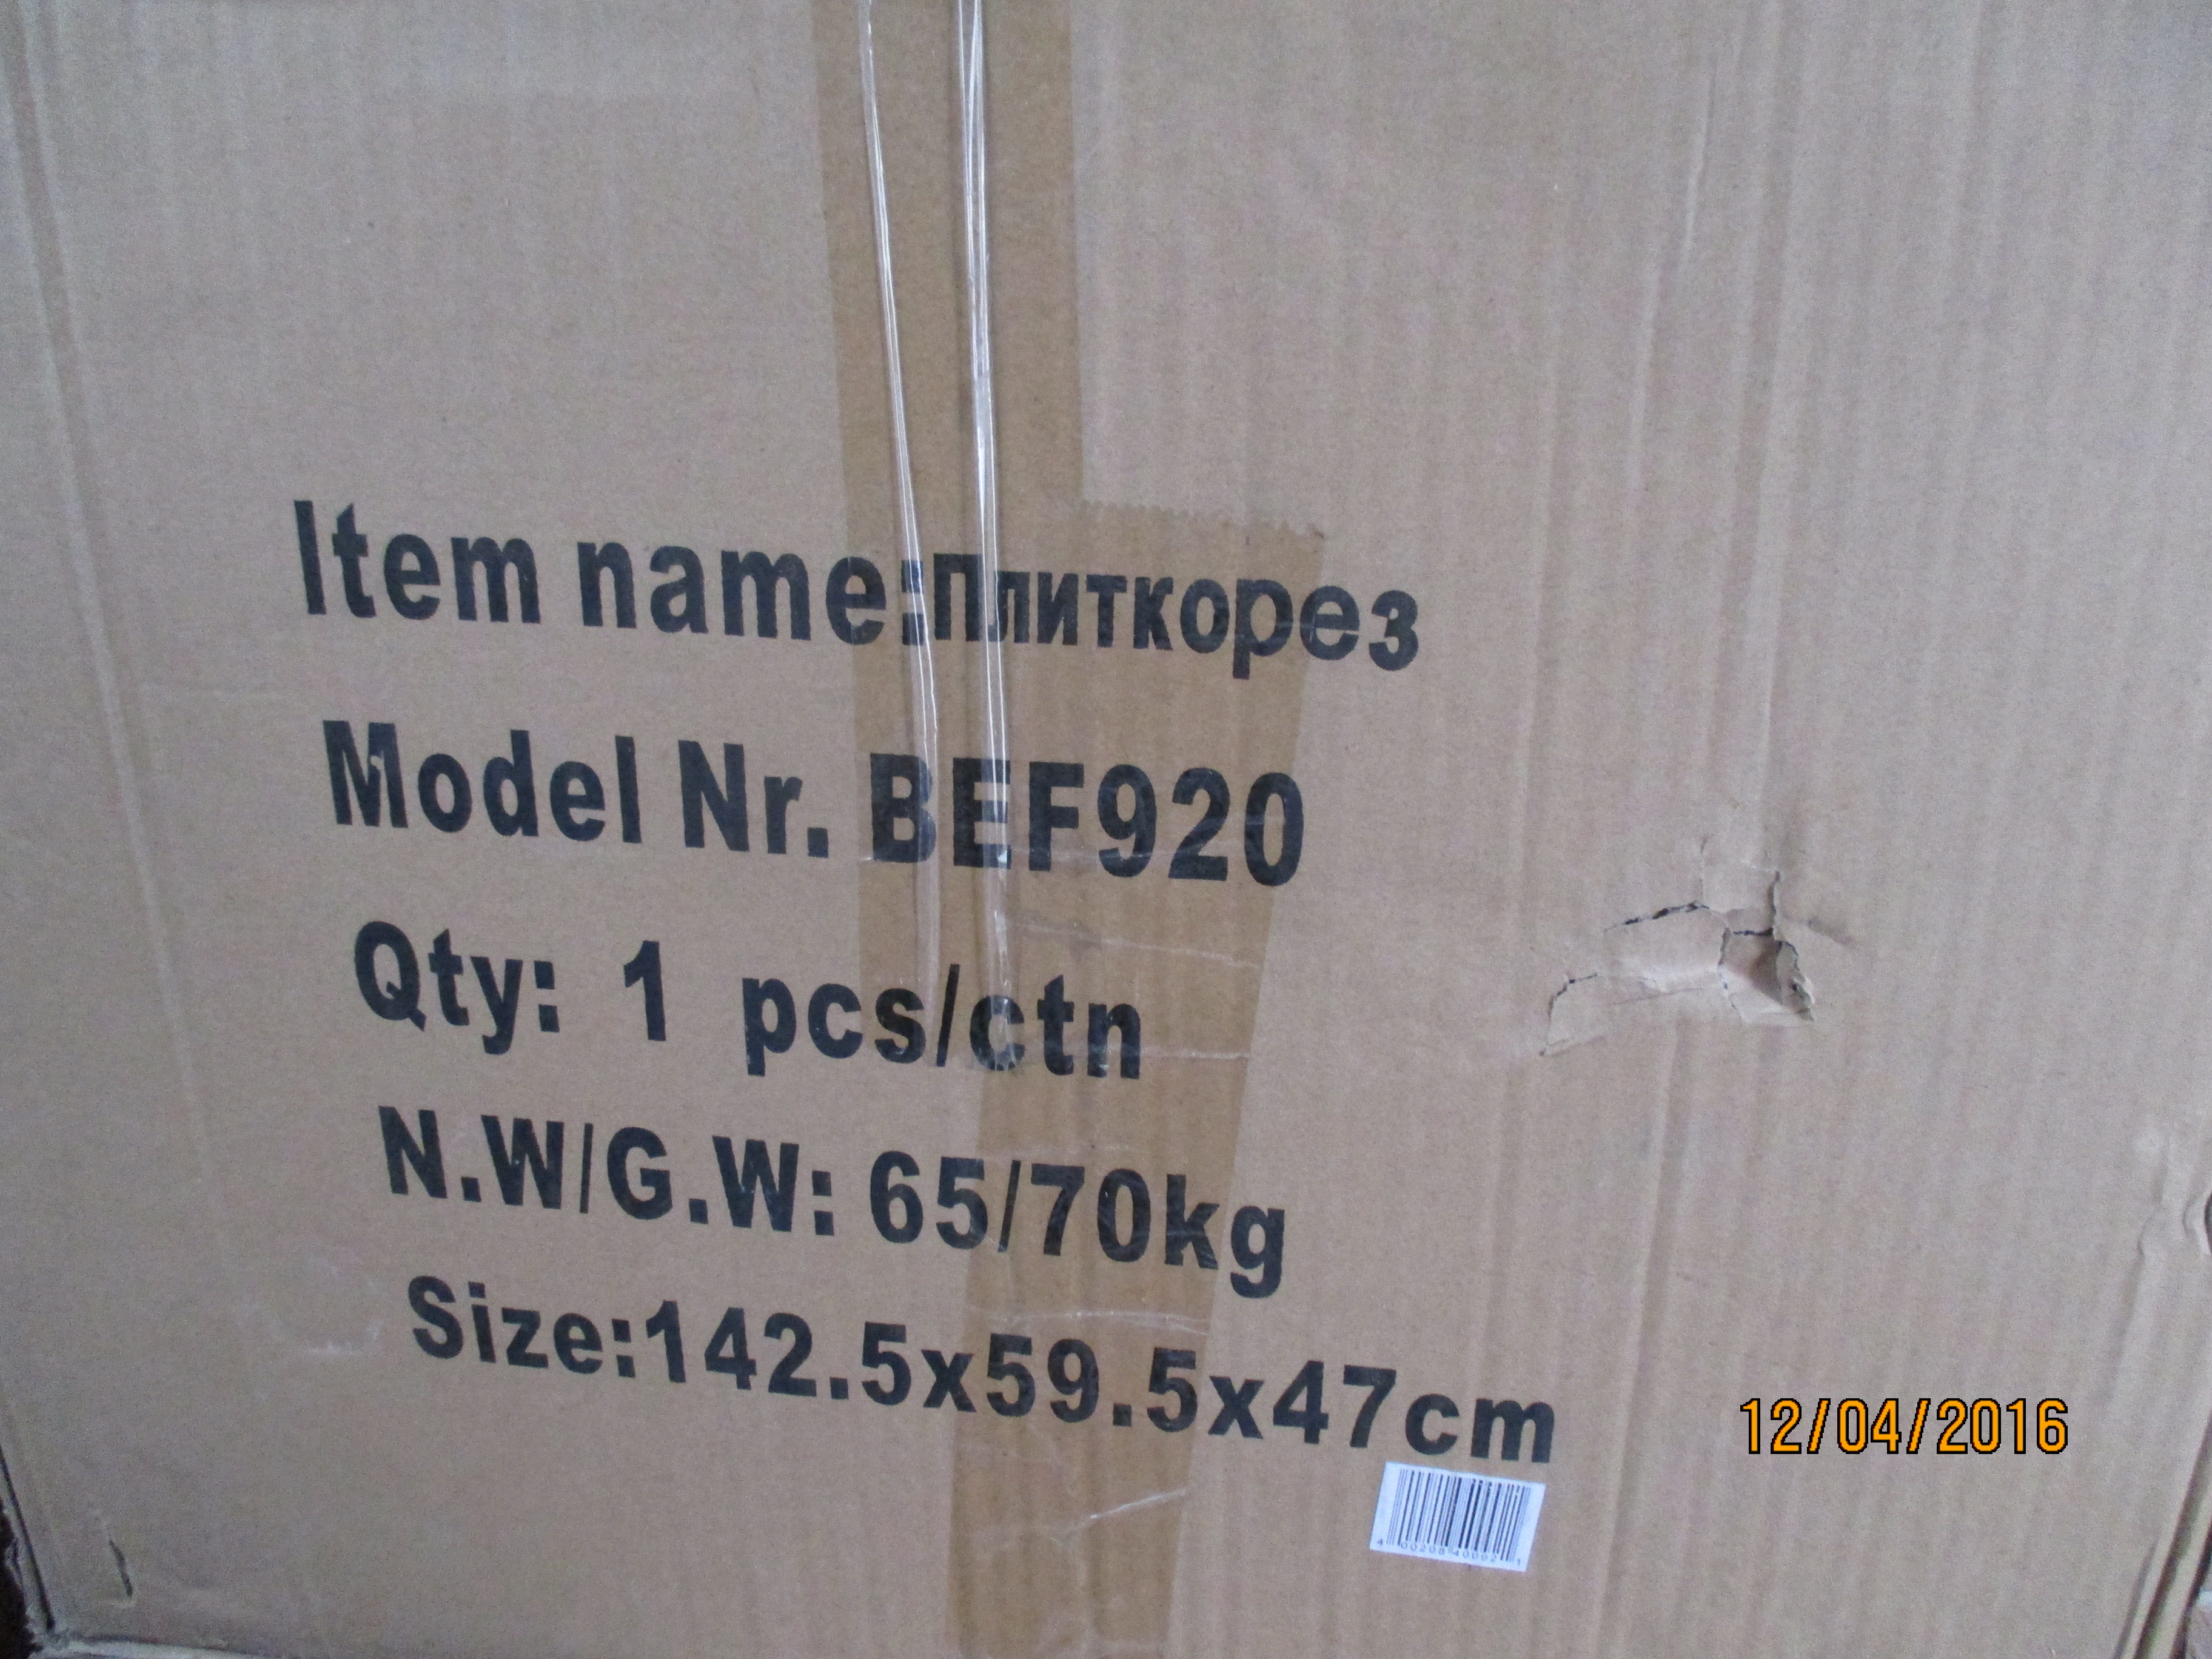 Item name:Плиткорез
Model Nr. BEF920
Qty: 1 pcs/ctn
N.W/G.W: 65/70kg
Size:142.5x59.5x47cm
12/04/2016